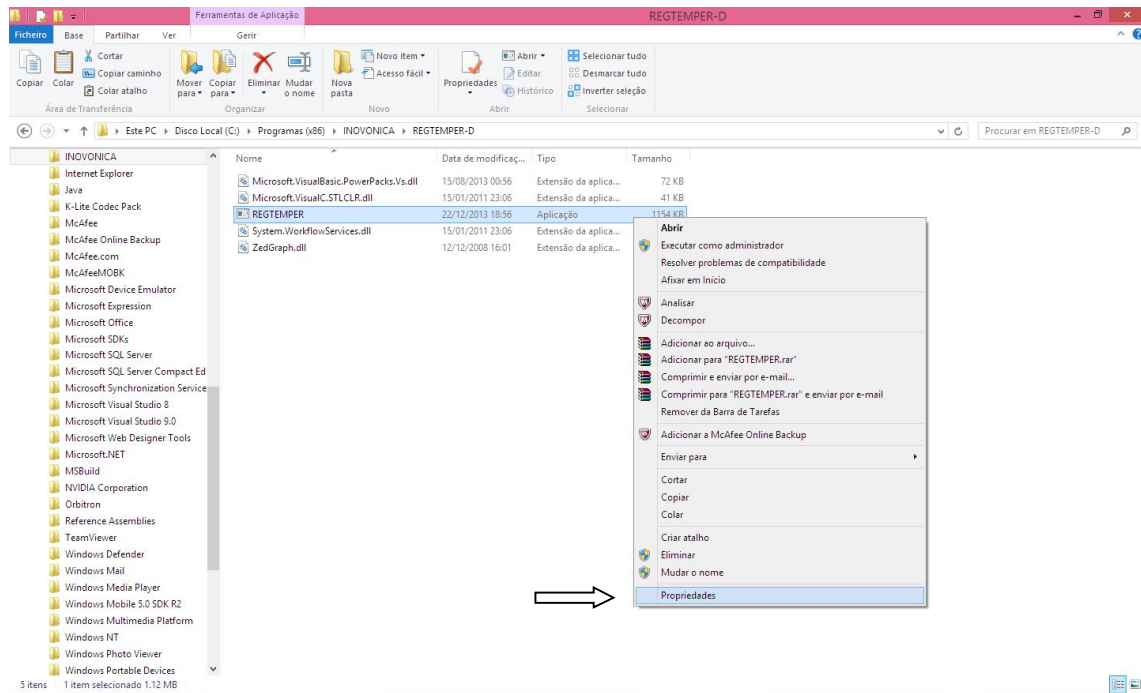 Ferramentas de Aplicação
REGTEMPER-D
Ficheiro Base Partilhar Ver Gerir
Copiar
Colar
Cortar
Copiar caminho
Colar atalho
Área de Transferência
Mover para
Copiar para
Eliminar
Mudar o nome
Organizar
Nova pasta
Novo item
Acesso fácil
Novo
Propriedades
Abrir
Editar
Histórico
Abrir
Selecionar tudo
Desmarcar tudo
Inverter seleção
Selecionar
Este PC Disco Local (C:) Programas (x86) INOVONICA REGTEMPER-D
Procurar em REGTEMPER-D
INOVONICA
Internet Explorer
Java
K-Lite Codec Pack
McAfee
McAfee Online Backup
McAfee.com
McAfeeMOBK
Microsoft Device Emulator
Microsoft Expression
Microsoft Office
Microsoft SDKs
Microsoft SQL Server
Microsoft SQL Server Compact Ed
Microsoft Synchronization Service
Microsoft Visual Studio 8
Microsoft Visual Studio 9.0
Microsoft Web Designer Tools
Microsoft.NET
MSBuild
NVIDIA Corporation
Orbitron
Reference Assemblies
TeamViewer
Windows Defender
Windows Mail
Windows Media Player
Windows Mobile 5.0 SDK R2
Windows Multimedia Platform
Windows NT
Windows Photo Viewer
Windows Portable Devices
Nome Data de modificaç... Tipo Tamanho
Microsoft.VisualBasic.PowerPacks.Vs.dll 15/08/2013 00:56 Extensão da aplica... 72 KB
Microsoft.VisualC.STLCLR.dll 15/01/2011 23:06 Extensão da aplica... 41 KB
REGTEMPER 22/12/2013 18:56 Aplicação 1154 KB
System.WorkflowServices.dll 15/01/2011 23:06 Extensão da aplica...
ZedGraph.dll 12/12/2008 16:01 Extensão da aplica...
Abrir
Executar como administrador
Resolver problemas de compatibilidade
Afixar em Início
Analisar
Decompor
Adicionar ao arquivo...
Adicionar para "REGTEMPER.rar"
Comprimir e enviar por e-mail...
Comprimir para "REGTEMPER.rar" e enviar por e-mail
Remover da Barra de Tarefas
Adicionar a McAfee Online Backup
Enviar para
Cortar
Copiar
Colar
Criar atalho
Eliminar
Mudar o nome
Propriedades
5 itens 1 item selecionado 1.12 MB